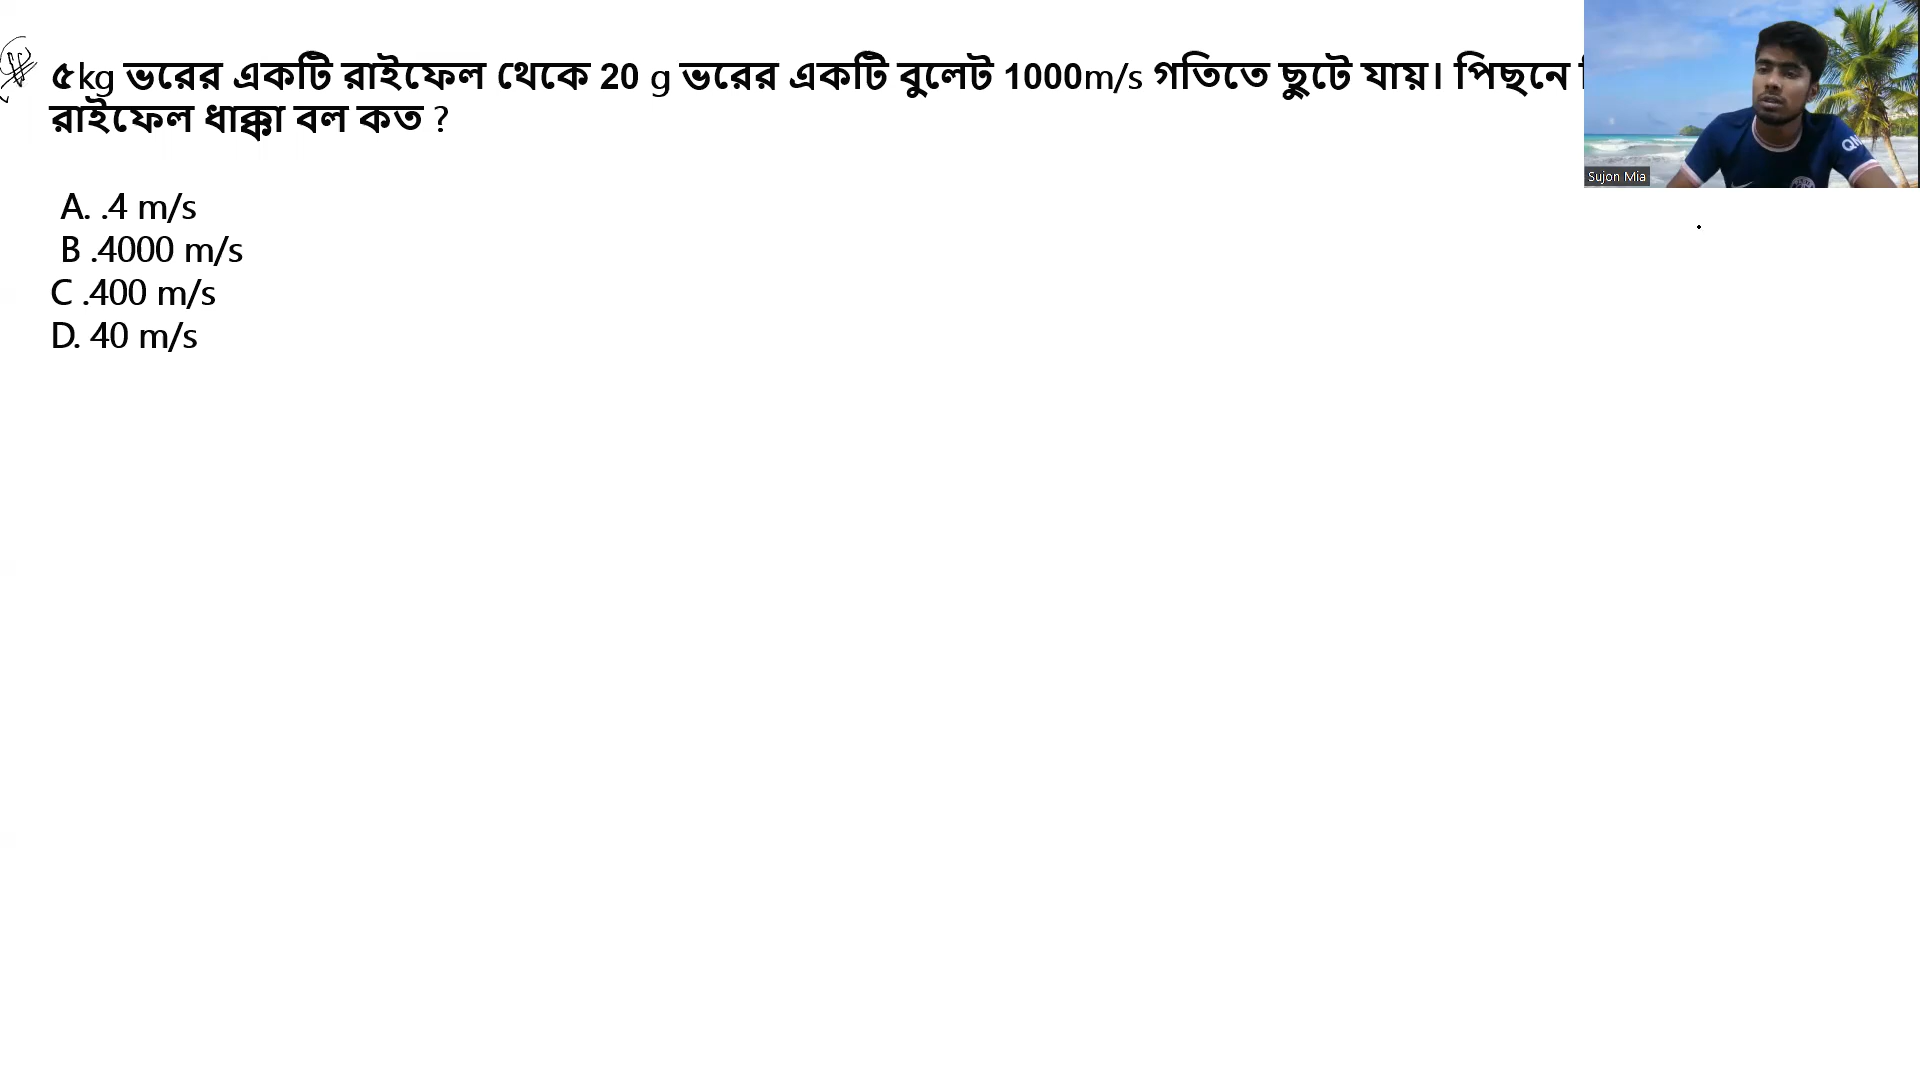 ৫kg ভরের একটি রাইফেল থেকে 20 g ভরের একটি বুলেট 1000m/s গতিতে ছুটে যায়। পিছনে
রাইফেল ধাক্কা বল কত ?
A. .4 m/s
B .4000 m/s
C .400 m/s
D. 40 m/s
Sujon Mia